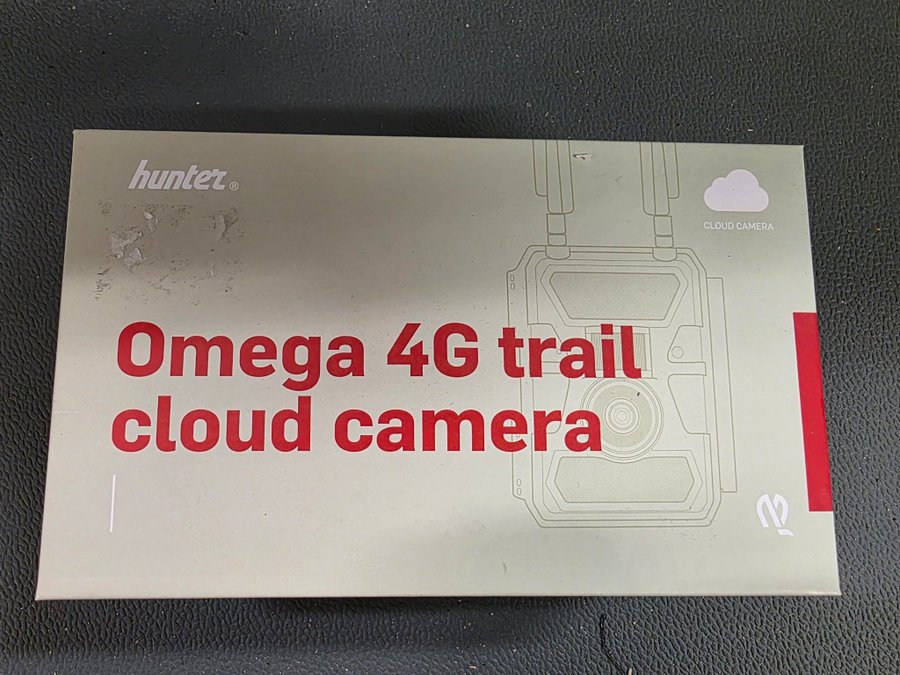 hunter®
CLOUD CAMERA
Omega 4G trail
cloud camera